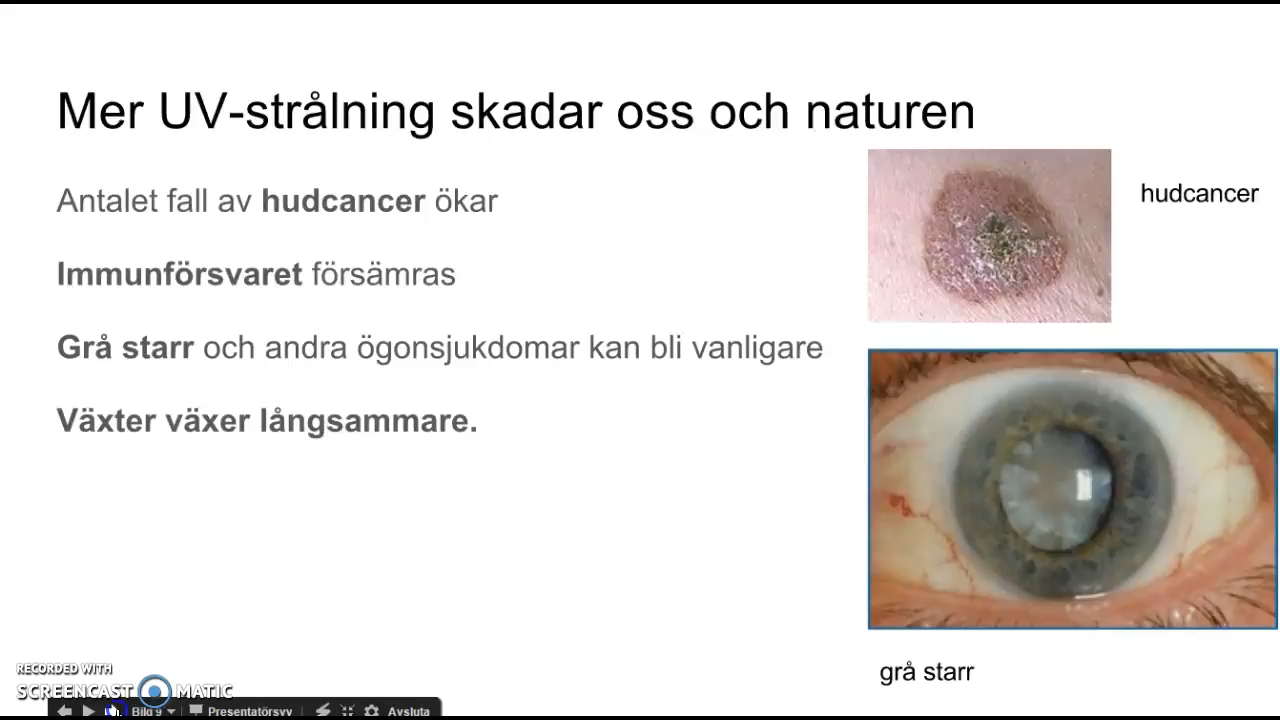 Mer UV-strålning skadar oss och naturen
Antalet fall av hudcancer ökar
hudcancer
Immunförsvaret försämras
Grå starr och andra ögonsjukdomar kan bli vanligare
Växter växer långsammare.
grå starr
RECORDED WITH
SCREENCAST MATIC
Bild 9 Presentatörsvy Avsluta